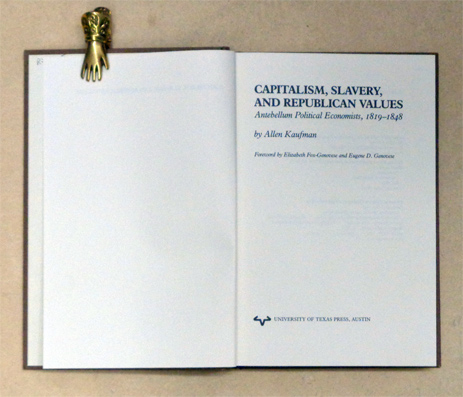 CAPITALISM, SLAVERY,
AND REPUBLICAN VALUES
Antebellum Political Economists, 1819–1848
by Allen Kaufman
Foreword by Elizabeth Fox-Genovese and Eugene D. Genovese
UNIVERSITY OF TEXAS PRESS, AUSTIN